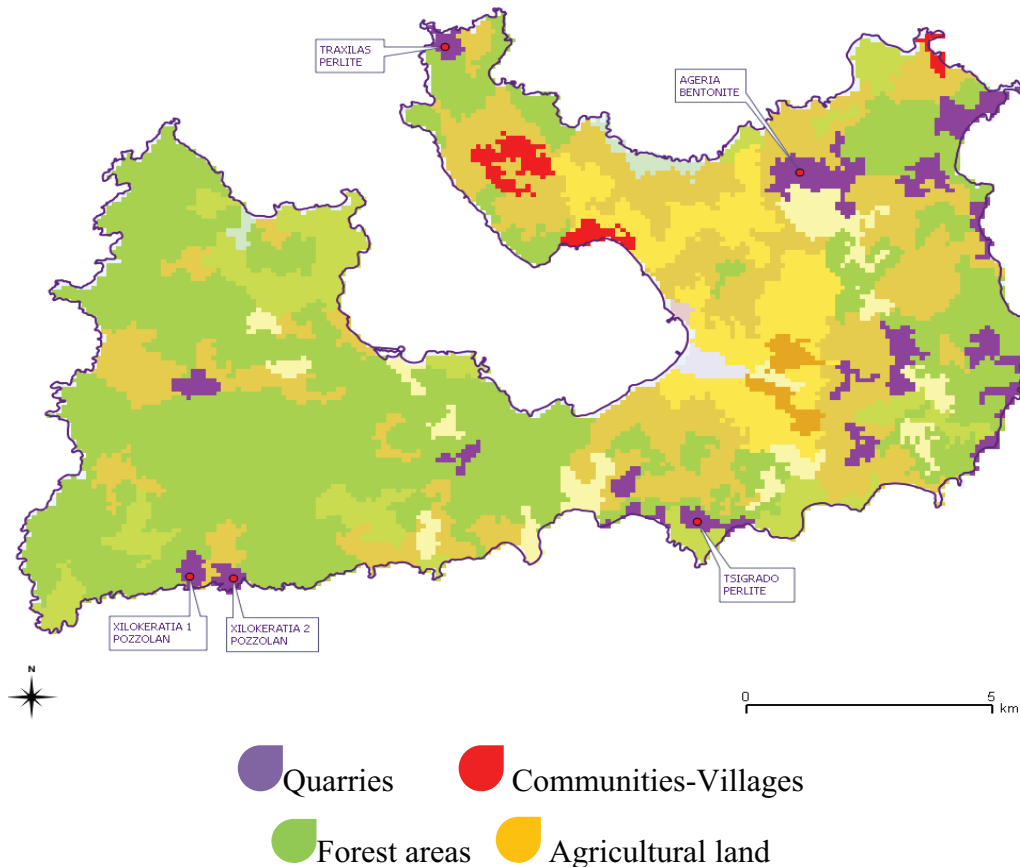 TRAXILAS
PERLITE
AGERIA
BENTONITE
TSIGRADO
PERLITE
XILOKERATIA 1
POZZOLAN
XILOKERATIA 2
POZZOLAN
N
0 5
km
Quarries Communities-Villages
Forest areas Agricultural land